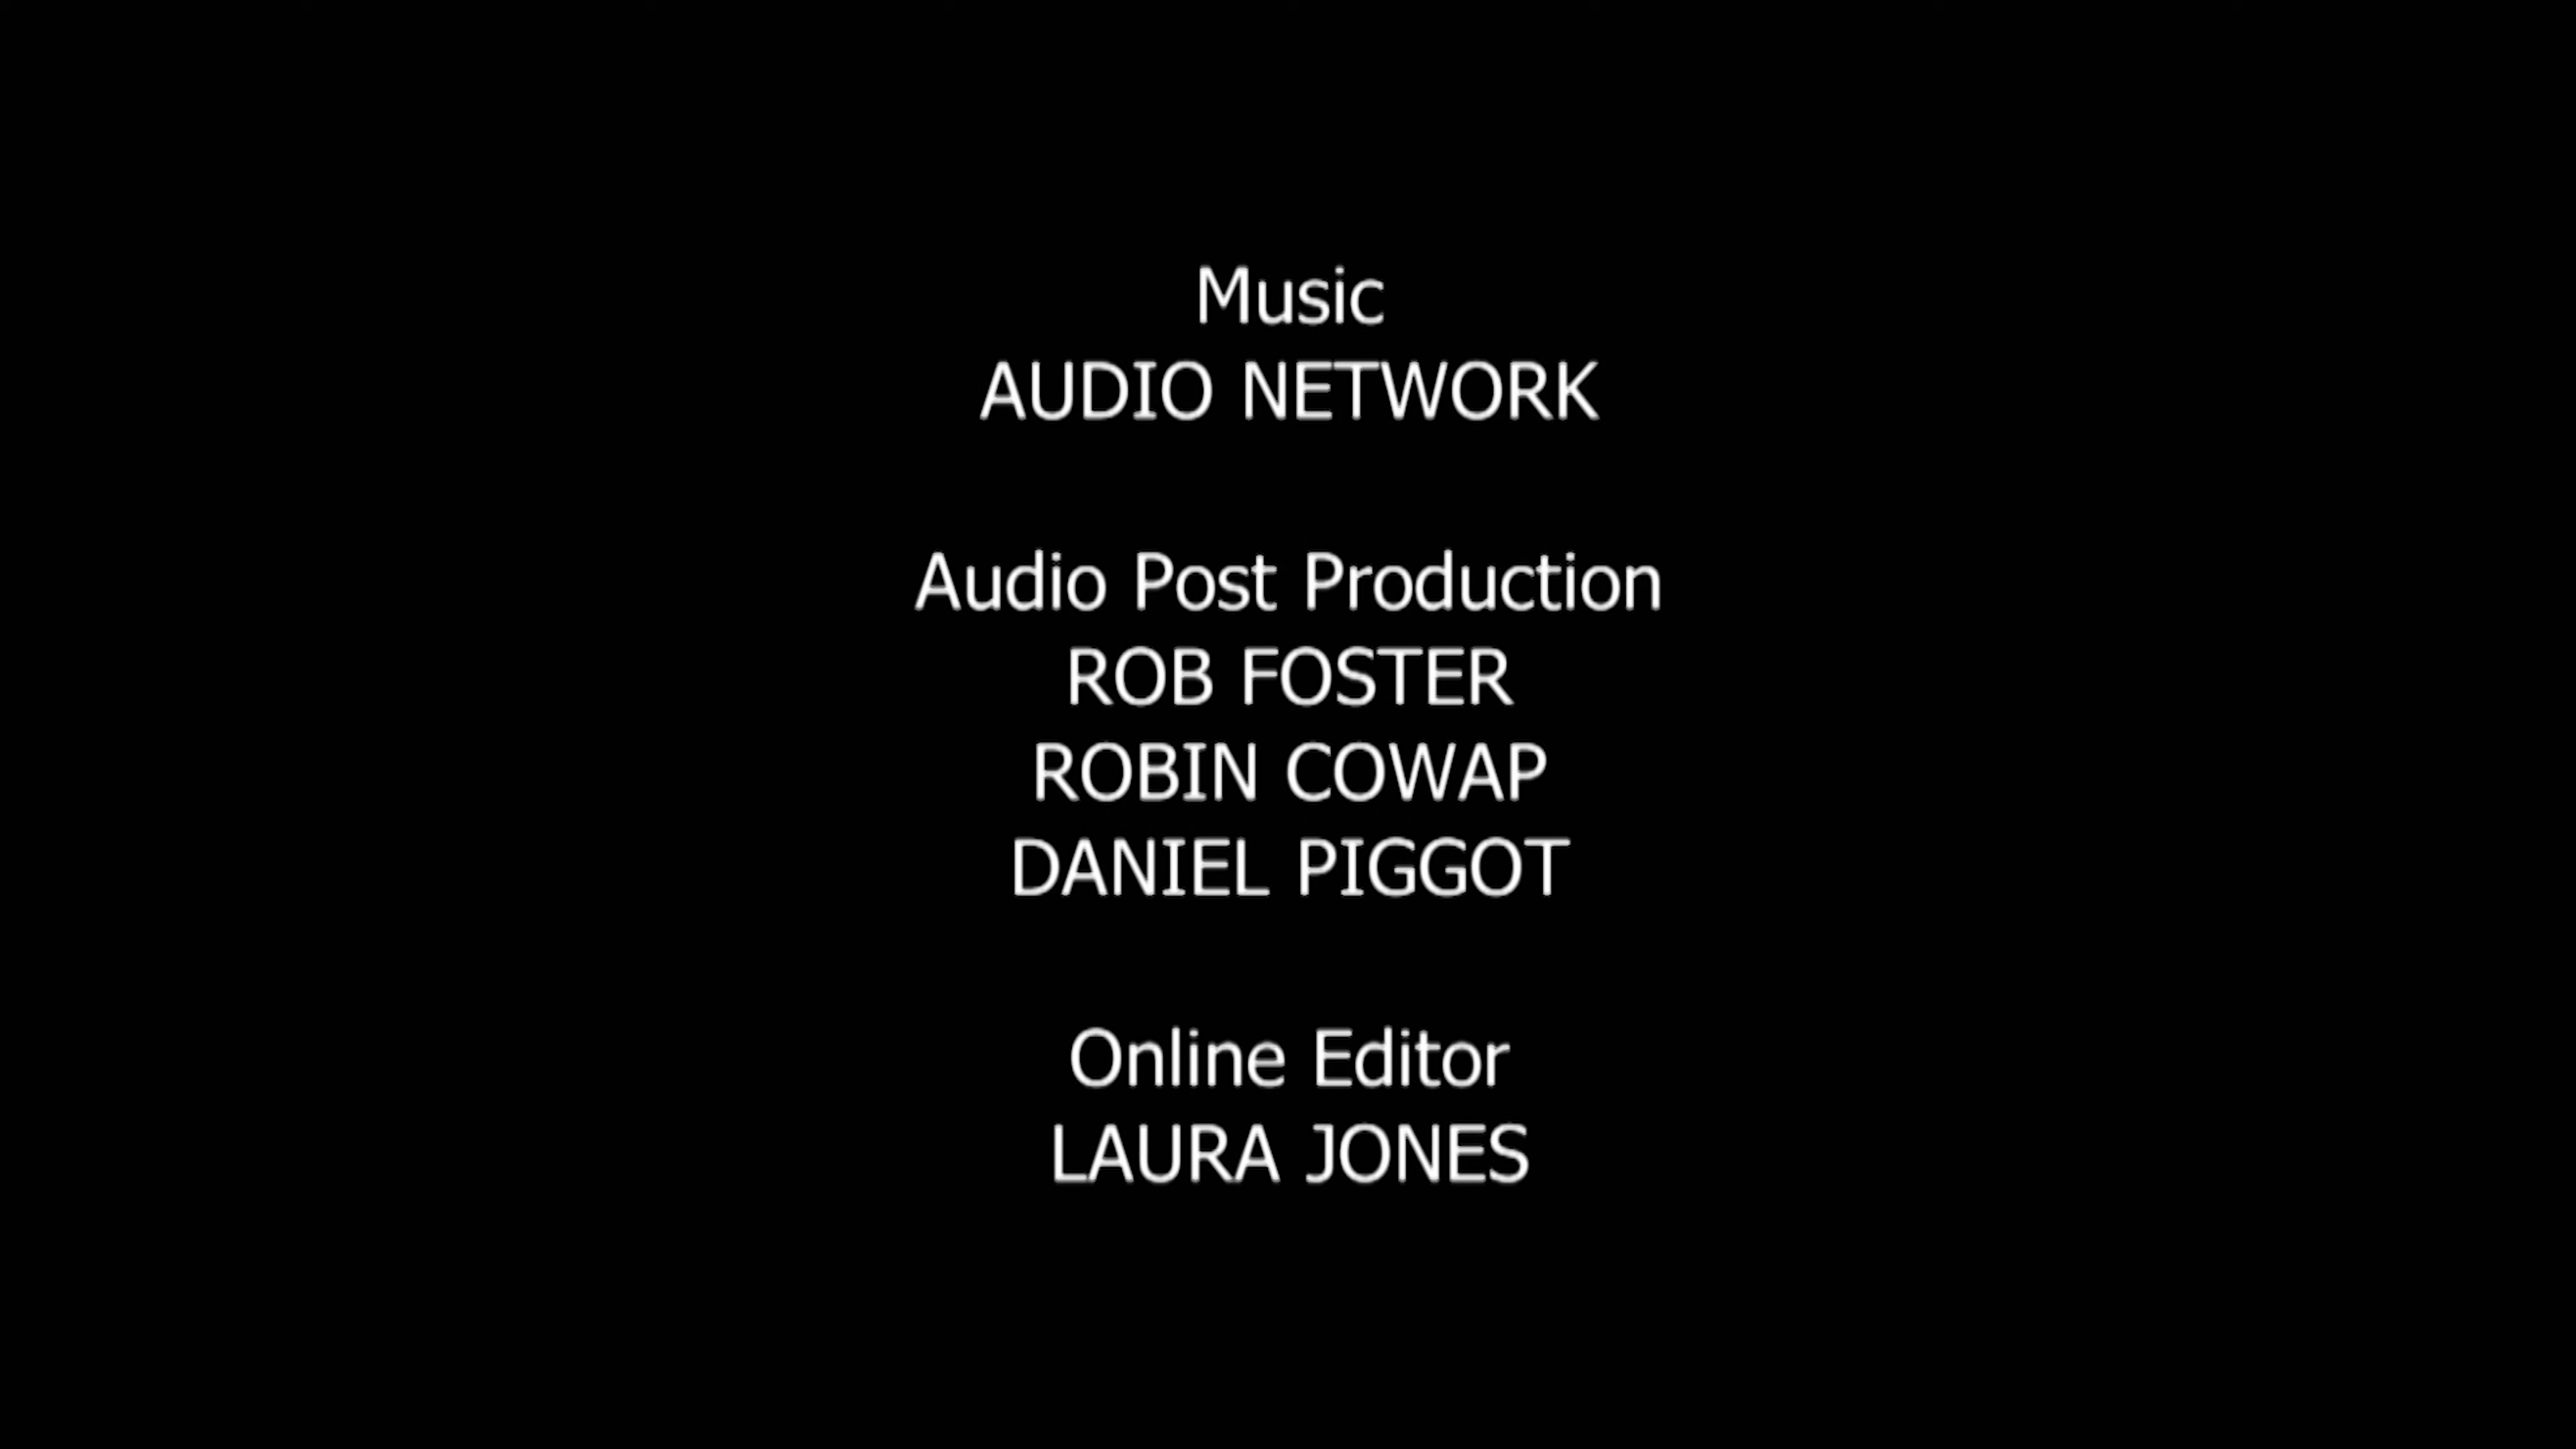 Music
AUDIO NETWORK
Audio Post Production
ROB FOSTER
ROBIN COWAP
DANIEL PIGGOT
Online Editor
LAURA JONES